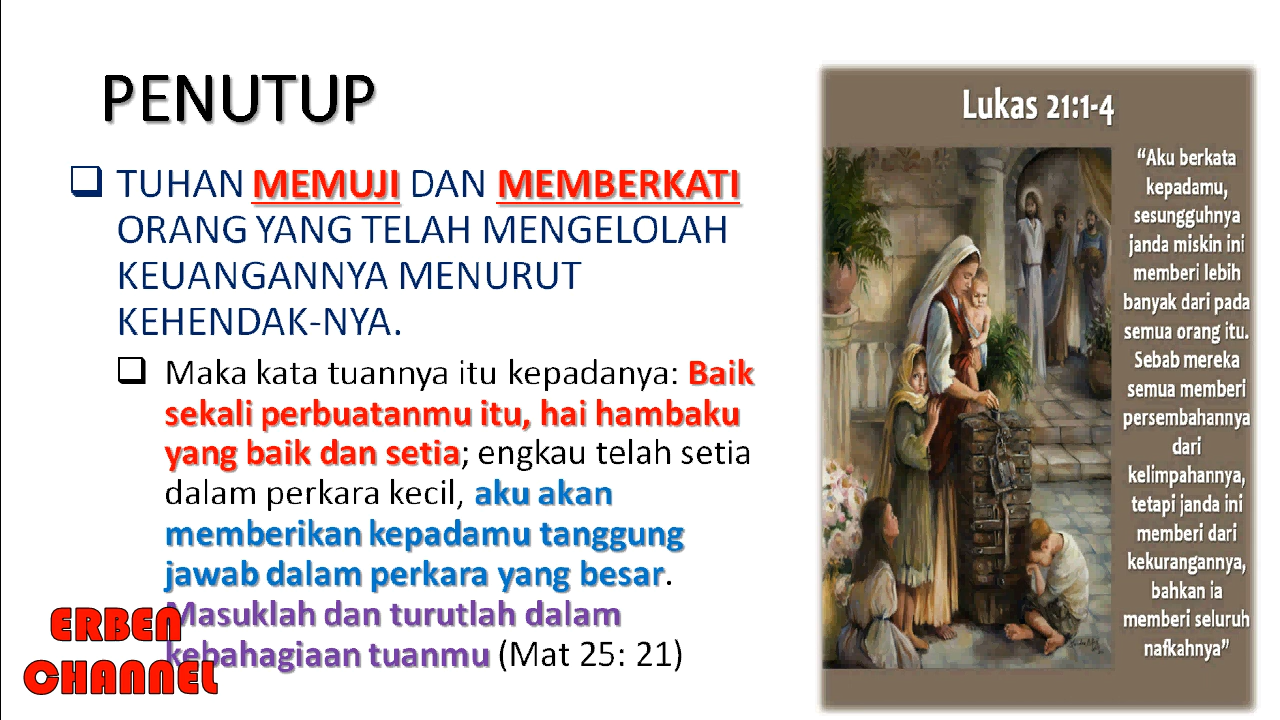 PENUTUP
TUHAN MEMUJI DAN MEMBERKATI
ORANG YANG TELAH MENGELOLAH
KEUANGANNYA MENURUT
KEHENDAK-NYA.
Maka kata tuannya itu kepadanya: Baik
sekali perbuatanmu itu, hai hambaku
yang baik dan setia; engkau telah setia
dalam perkara kecil, aku akan
memberikan kepadamu tanggung
jawab dalam perkara yang besar.
Masuklah dan turutlah dalam
kebahagiaan tuanmu (Mat 25: 21)
ERBEN
CHANNEL
Lukas 21:1-4
“Aku berkata
kepadamu,
sesungguhnya
janda miskin ini
memberi lebih
banyak dari pada
semua orang itu.
Sebab mereka
semua memberi
persembahannya
dari
kelimpahannya,
tetapi janda ini
memberi dari
kekurangannya,
bahkan ia
memberi seluruh
nafkahnya”